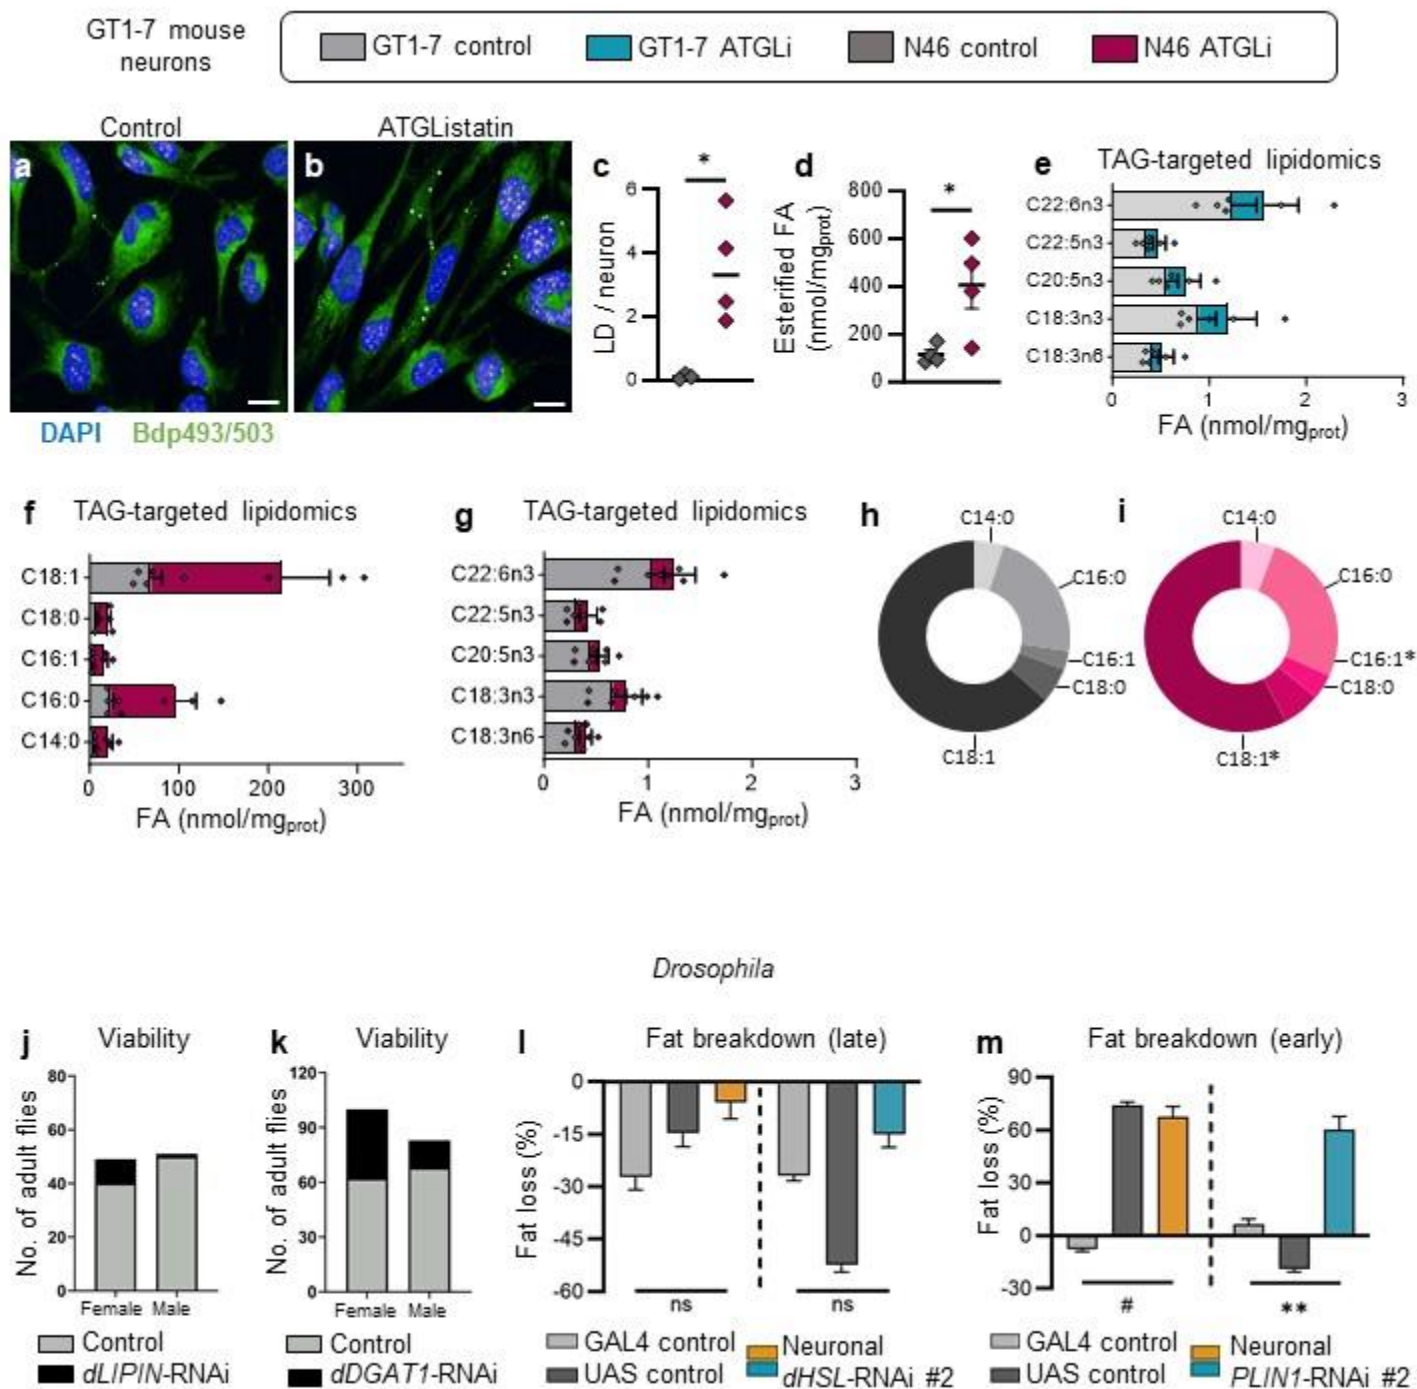 GT1-7 mouse
neurons
GT1-7 control GT1-7 ATGLi N46 control N46 ATGLi
Control
ATGListatin
a
b
DAPI Bdp493/503
c
6
4
2
0
LD / neuron
*
d
800
600
400
200
0
Esterified FA
(nmol/mgprot)
*
e TAG-targeted lipidomics
C22:6n3
C22:5n3
C20:5n3
C18:3n3
C18:3n6
0 1 2 3
FA (nmol/mgprot)
f TAG-targeted lipidomics
C18:1
C18:0
C16:1
C16:0
C14:0
0 100 200 300
FA (nmol/mgprot)
g TAG-targeted lipidomics
C22:6n3
C22:5n3
C20:5n3
C18:3n3
C18:3n6
0 1 2 3
FA (nmol/mgprot)
h
C14:0
C16:0
C16:1
C18:0
C18:1
i
C14:0
C16:0
C16:1*
C18:0
C18:1*
Drosophila
j Viability
80
60
40
20
0
No. of adult flies
Female Male
Control
dLIPIN-RNAi
k Viability
120
90
60
30
0
No. of adult flies
Female Male
Control
dDGAT1-RNAi
l Fat breakdown (late)
0
-15
-30
-45
-60
Fat loss (%)
ns ns
GAL4 control
UAS control
Neuronal
dHSL-RNAi #2
m Fat breakdown (early)
90
60
30
0
-30
Fat loss (%)
# **
GAL4 control
UAS control
Neuronal
PLIN1-RNAi #2